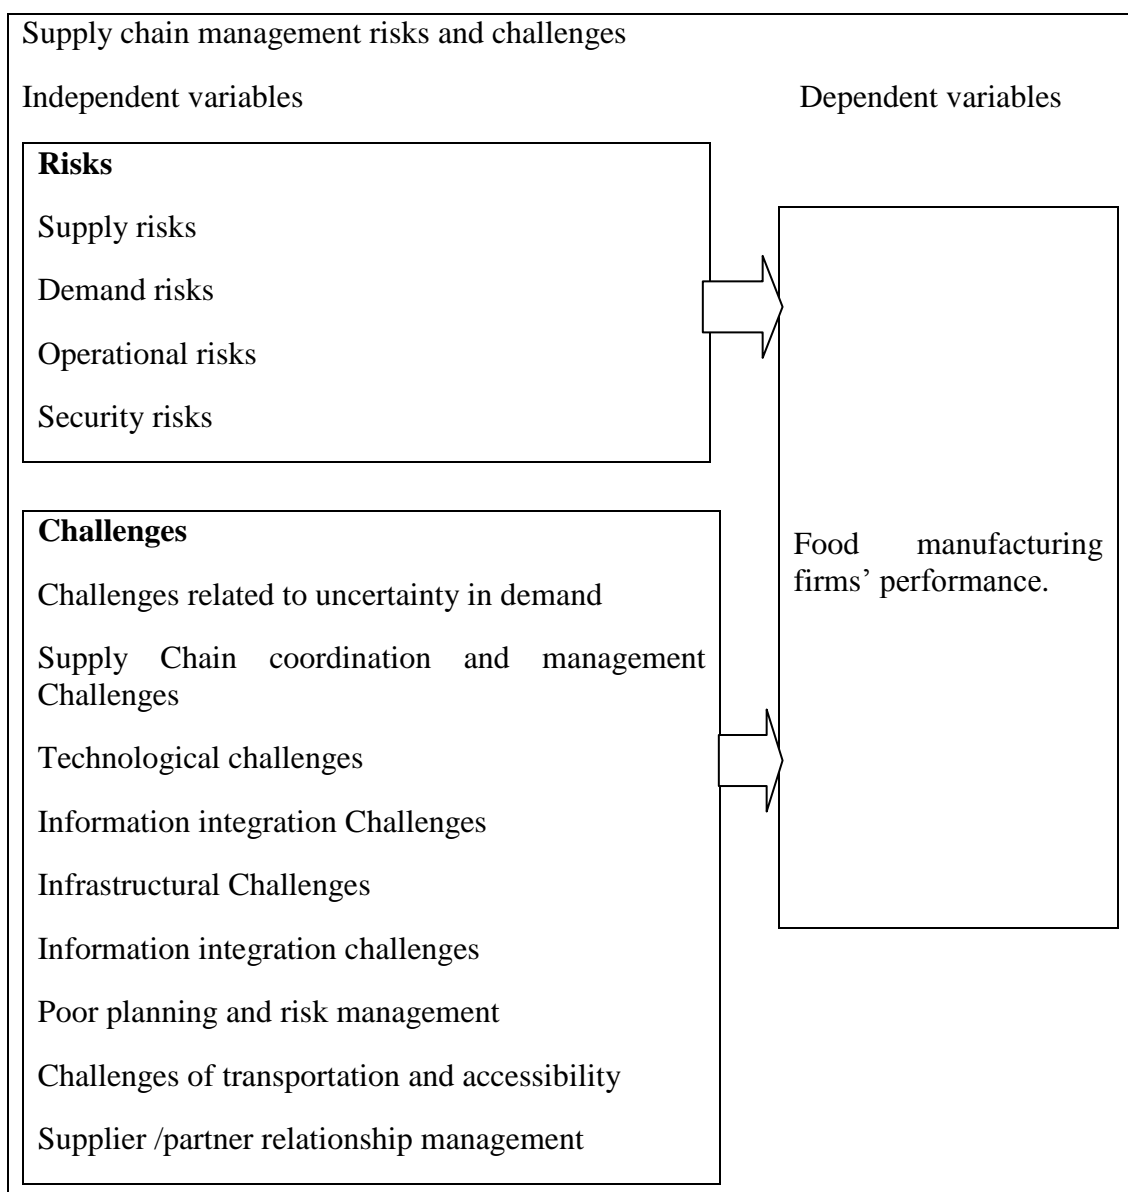 Supply chain management risks and challenges
Independent variables
Dependent variables
Risks
Supply risks
Demand risks
Operational risks
Security risks
Challenges
Challenges related to uncertainty in demand
Supply Chain coordination and management
Challenges
Technological challenges
Information integration Challenges
Infrastructural Challenges
Information integration challenges
Poor planning and risk management
Challenges of transportation and accessibility
Supplier /partner relationship management
Food manufacturing
firms’ performance.